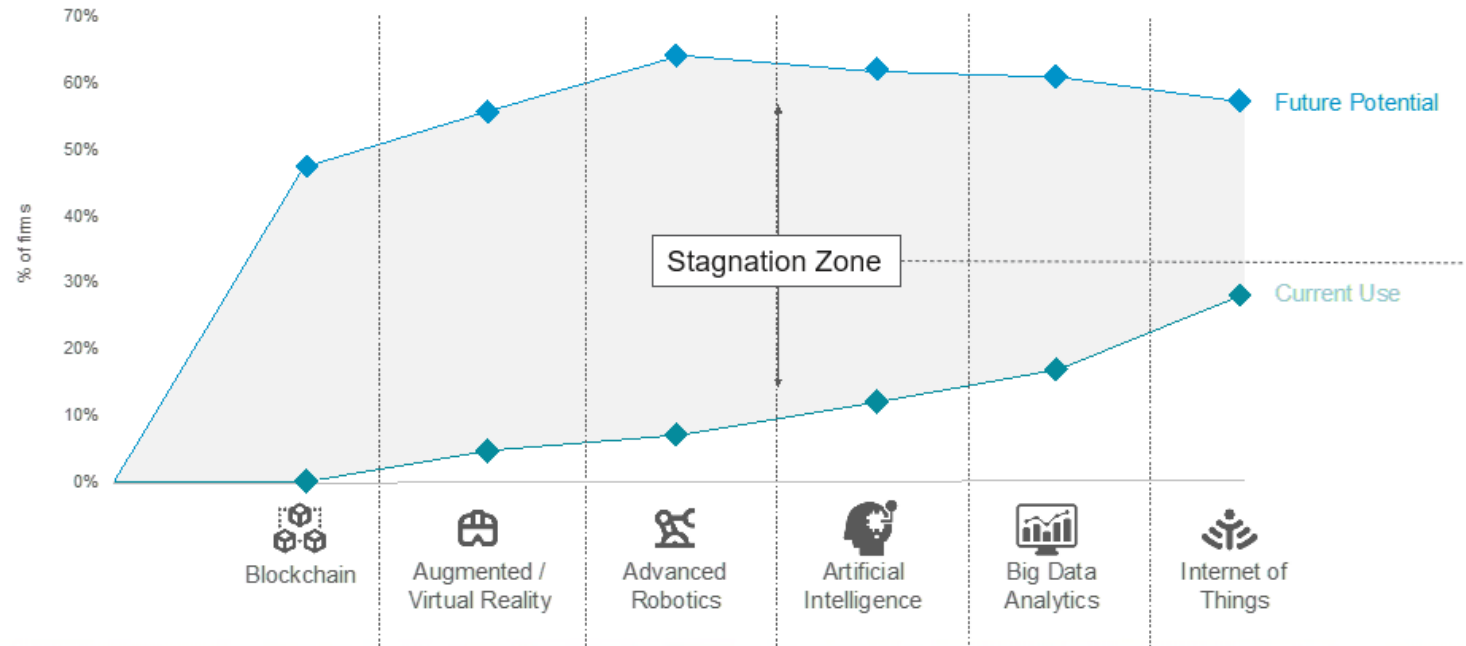 70%
60%
50%
40%
30%
20%
10%
0%
% of firms
Future Potential
Stagnation Zone
Current Use
Blockchain
Augmented /
Virtual Reality
Advanced
Robotics
Artificial
Intelligence
Big Data
Analytics
Internet of
Things